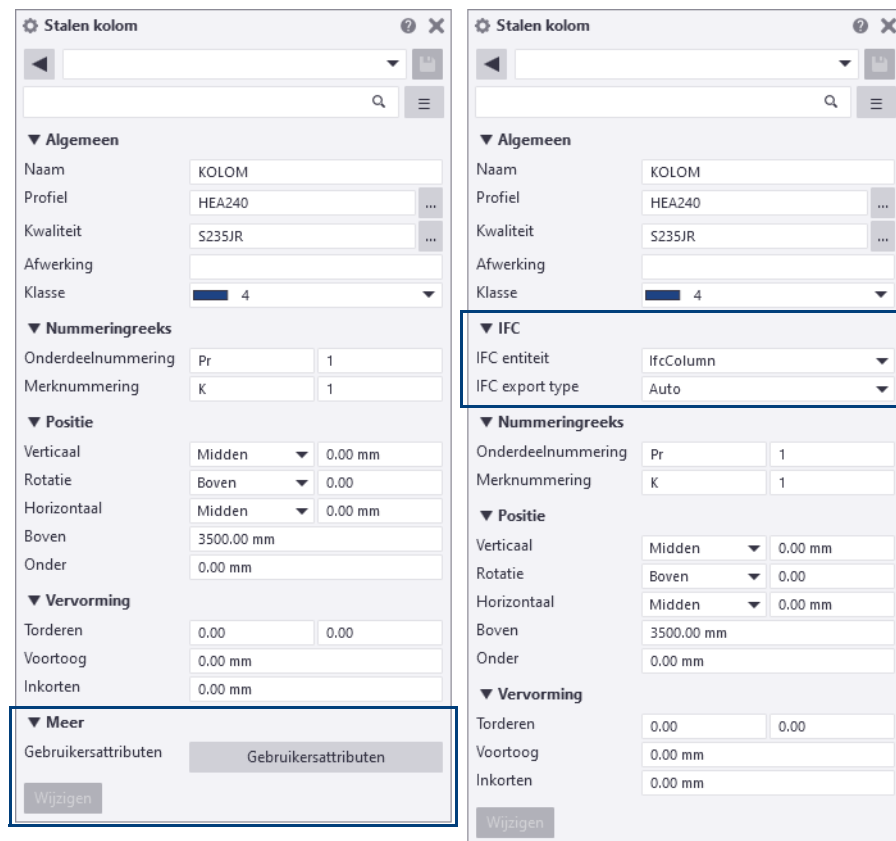 Stalen kolom
Algemeen
Naam KOLOM
Profiel HEA240 ...
Kwaliteit S235JR ...
Afwerking
Klasse 4
Nummeringreeks
Onderdeelnummering Pr 1
Merknummering K 1
Positie
Verticaal Midden 0.00 mm
Rotatie Boven 0.00
Horizontaal Midden 0.00 mm
Boven 3500.00 mm
Onder 0.00 mm
Vervorming
Torderen 0.00 0.00
Voortoog 0.00 mm
Inkorten 0.00 mm
Meer
Gebruikersattributen Gebruikersattributen
Wijzigen
Stalen kolom
Algemeen
Naam KOLOM
Profiel HEA240 ...
Kwaliteit S235JR ...
Afwerking
Klasse 4
IFC
IFC entiteit IfcColumn
IFC export type Auto
Nummeringreeks
Onderdeelnummering Pr 1
Merknummering K 1
Positie
Verticaal Midden 0.00 mm
Rotatie Boven 0.00
Horizontaal Midden 0.00 mm
Boven 3500.00 mm
Onder 0.00 mm
Vervorming
Torderen 0.00 0.00
Voortoog 0.00 mm
Inkorten 0.00 mm
Wijzigen